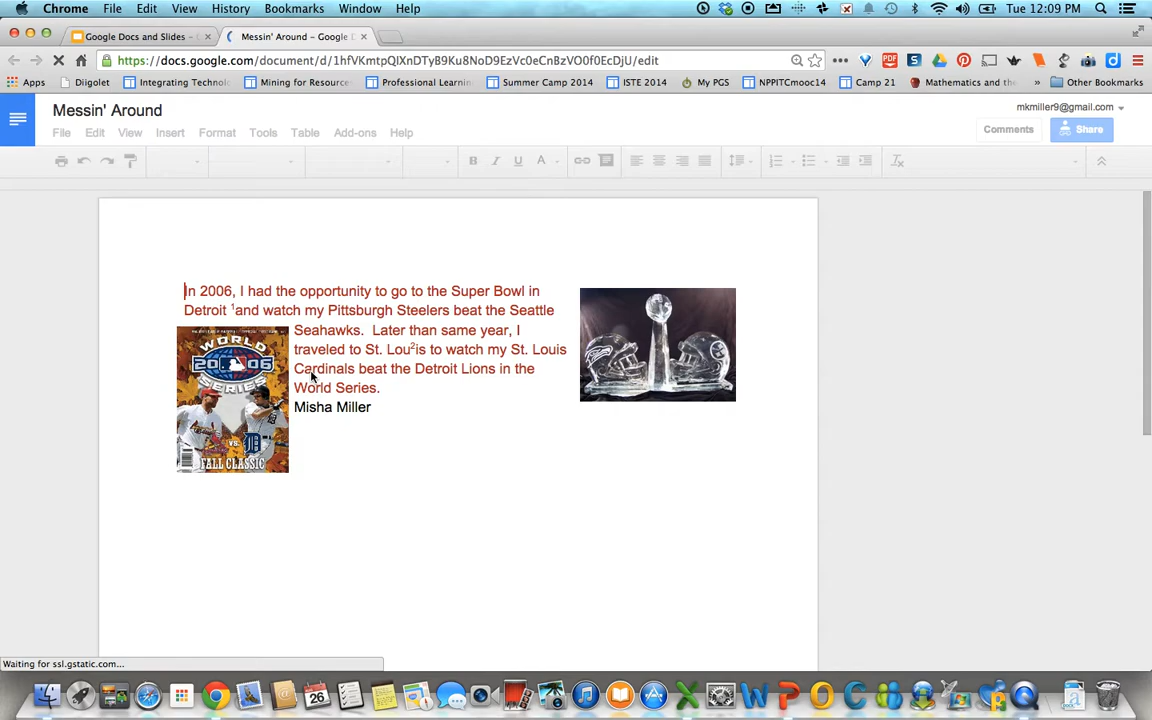 Chrome File Edit View History Bookmarks Window Help Tue 12:09 PM
Google Docs and Slides - Messin' Around – Google D
https://docs.google.com/document/d/1hfVKmtpQIXnDTyB9Ku8NoD9EzVc0eCnBzVO0f0EcDjU/edit
Apps Diigolet Integrating Technol Mining for Resource Professional Learnin Summer Camp 2014 ISTE 2014 My PGS NPPITCmooc14 Camp 21 Mathematics and the » Other Bookmarks
Messin' Around
mkmiller9@gmail.com
File Edit View Insert Format Tools Table Add-ons Help
Comments Share
In 2006, I had the opportunity to go to the Super Bowl in
Detroit ¹and watch my Pittsburgh Steelers beat the Seattle
Seahawks. Later than same year, I
traveled to St. Lou²is to watch my St. Louis
Cardinals beat the Detroit Lions in the
World Series.
Misha Miller
WORLD
2006
SERIES
VS.
FALL CLASSIC
Waiting for ssl.gstatic.com...